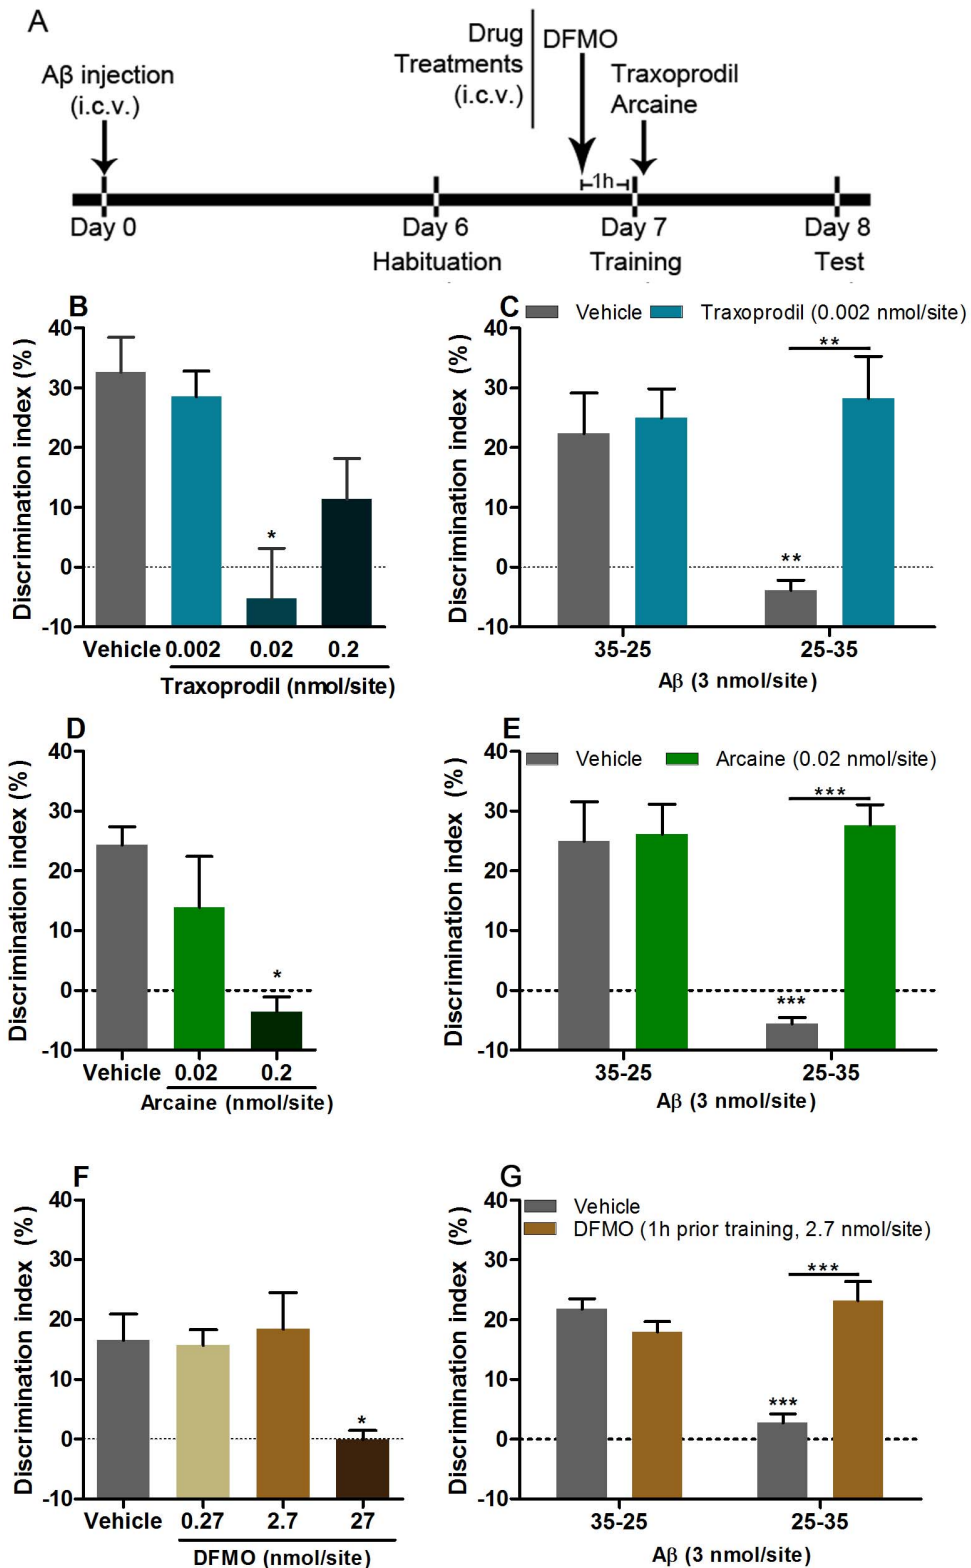 A
Aβ injection
(i.c.v.)
Drug
Treatments
(i.c.v.)
DFMO
Traxoprodil
Arcaine
1h
Day 0
Day 6
Habituation
Day 7
Training
Day 8
Test
B
Discrimination index (%)
40
30
20
10
0
-10
*
Vehicle 0.002 0.02 0.2
Traxoprodil (nmol/site)
C
Vehicle Traxoprodil (0.002 nmol/site)
Discrimination index (%)
40
30
20
10
0
-10
**
**
35-25 25-35
Aβ (3 nmol/site)
D
Discrimination index (%)
40
30
20
10
0
-10
*
Vehicle 0.02 0.2
Arcaine (nmol/site)
E
Vehicle Arcaine (0.02 nmol/site)
Discrimination index (%)
40
30
20
10
0
-10
***
***
35-25 25-35
Aβ (3 nmol/site)
F
Discrimination index (%)
40
30
20
10
0
-10
*
Vehicle 0.27 2.7 27
DFMO (nmol/site)
G
Vehicle
DFMO (1h prior training, 2.7 nmol/site)
Discrimination index (%)
40
30
20
10
0
-10
***
***
35-25 25-35
Aβ (3 nmol/site)